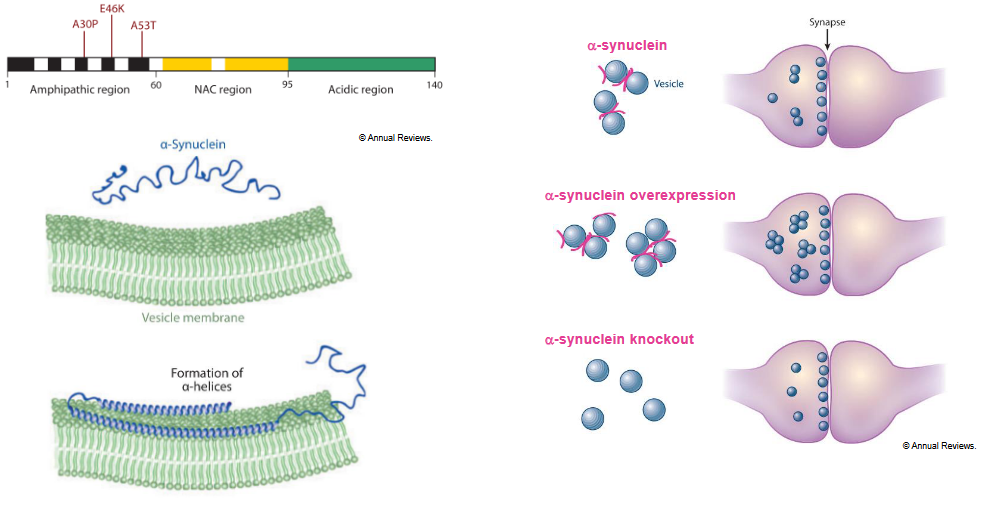 E46K
A30P
A53T
1
60
95
140
Amphipathic region
NAC region
Acidic region
© Annual Reviews.
α-Synuclein
Vesicle membrane
Formation of
α-helices
Synapse
α-synuclein
Vesicle
α-synuclein overexpression
α-synuclein knockout
© Annual Reviews.